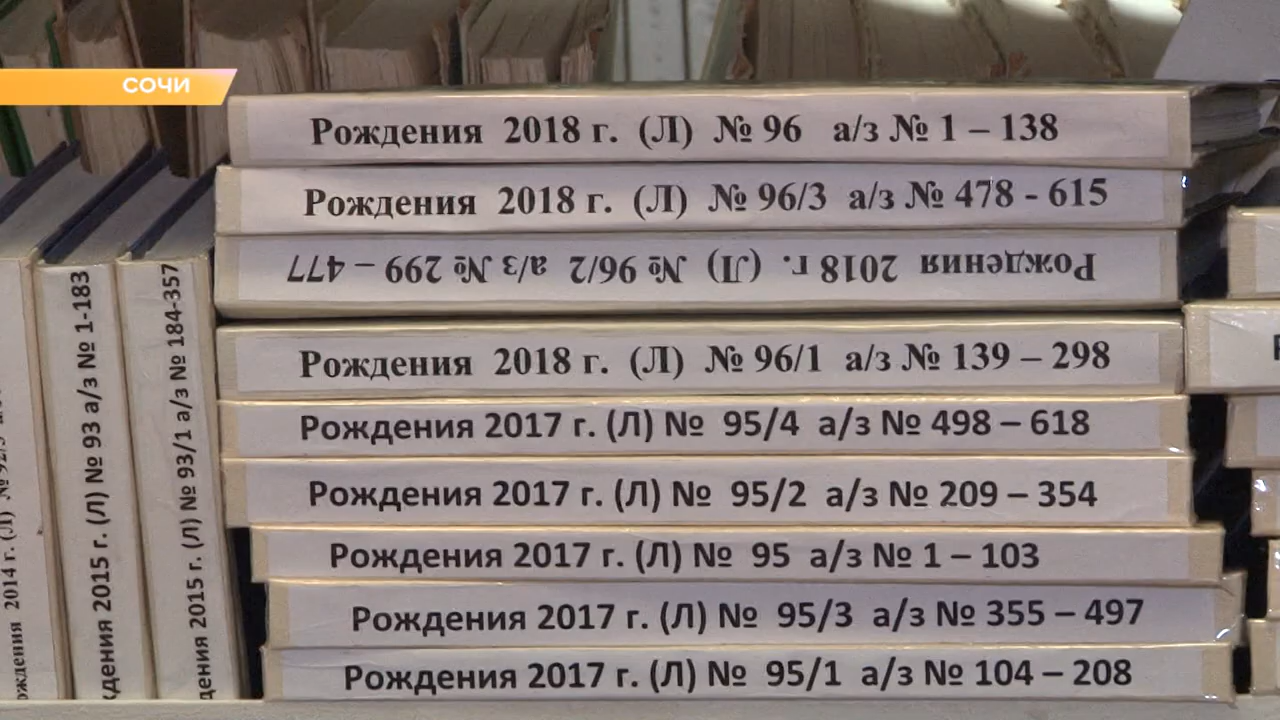 СОЧИ
Рождения 2018 г. (Л) № 96 а/з № 1 – 138
Рождения 2018 г. (Л) № 96/3 а/з № 478 - 615
Рождения 2018 г. (Л) № 96/2 а/з № 299 – 477
Рождения 2018 г. (Л) № 96/1 а/з № 139 – 298
Рождения 2017 г. (Л) № 95/4 а/з № 498 – 618
Рождения 2017 г. (Л) № 95/2 а/з № 209 – 354
Рождения 2017 г. (Л) № 95 а/з № 1 – 103
Рождения 2017 г. (Л) № 95/3 а/з № 355 – 497
Рождения 2017 г. (Л) № 95/1 а/з № 104 – 208
ождения 2014 г. (Л)
дения 2015 г. (Л) № 93 а/з № 1-183
дения 2015 г. (Л) № 93/1 а/з № 184-357